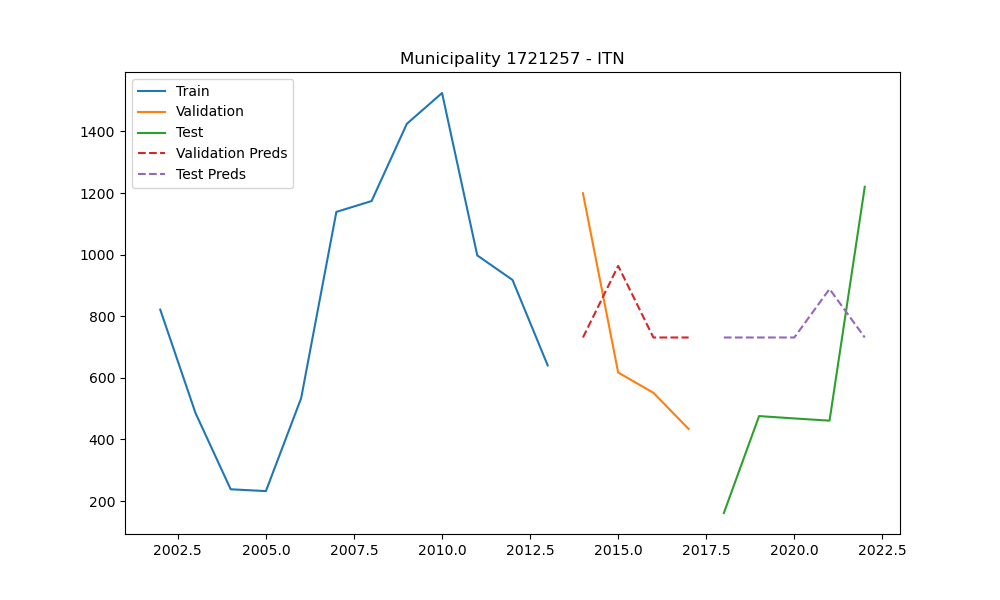 Municipality 1721257 - ITN
Train
Validation
Test
Validation Preds
Test Preds
1400
1200
1000
800
600
400
200
2002.5 2005.0 2007.5 2010.0 2012.5 2015.0 2017.5 2020.0 2022.5